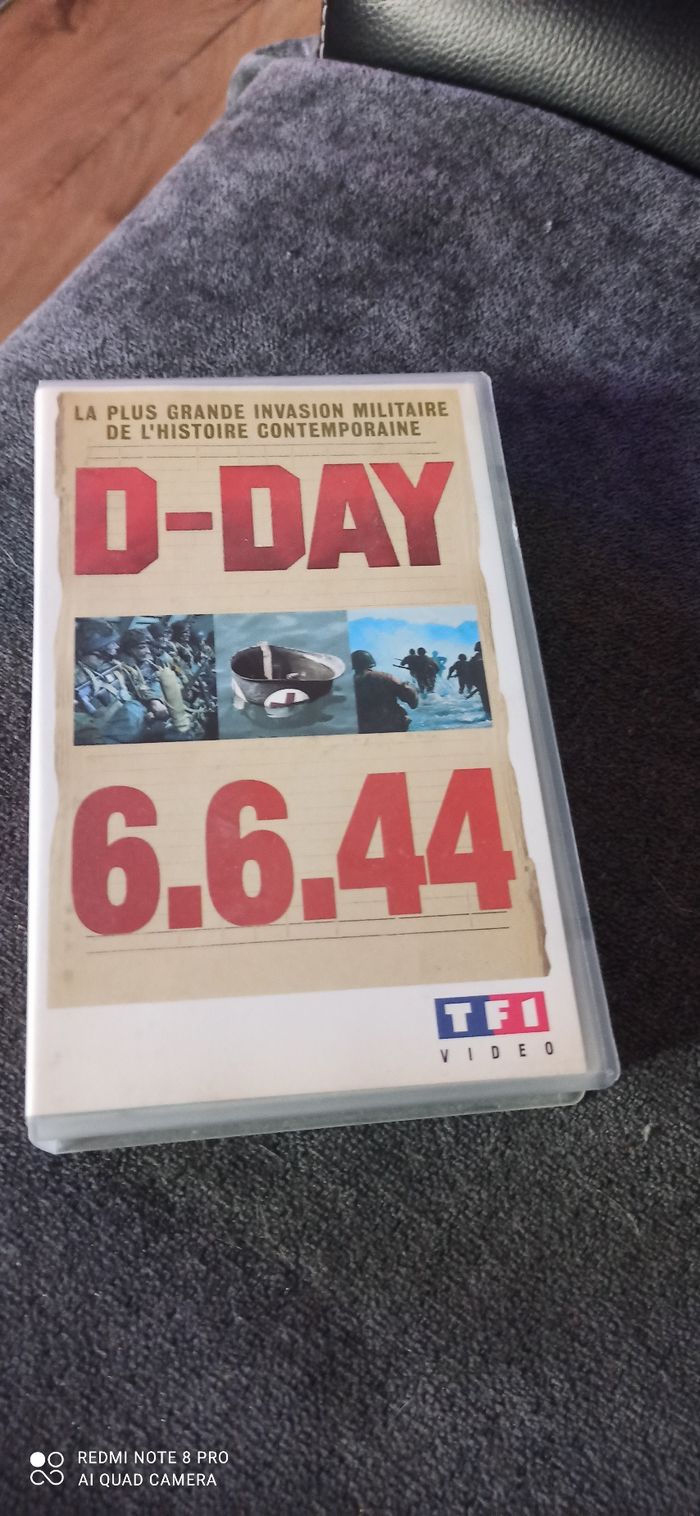 LA PLUS GRANDE INVASION MILITAIRE
DE L'HISTOIRE CONTEMPORAINE
D-DAY
6.6.44
TF1
VIDEO
REDMI NOTE 8 PRO
AI QUAD CAMERA